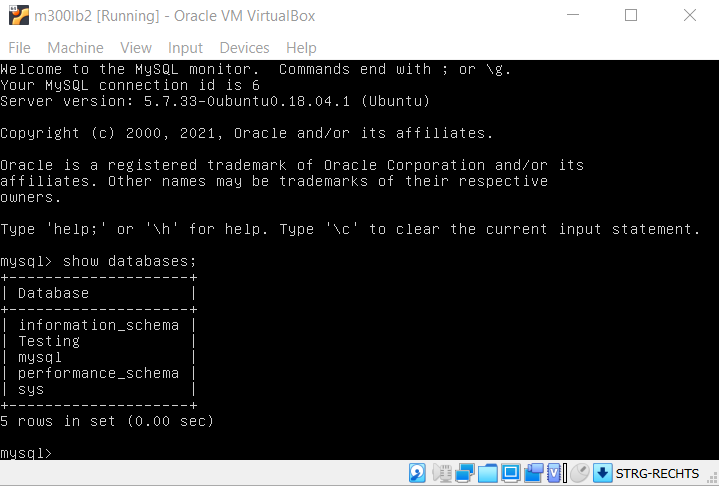 m300lb2 [Running] - Oracle VM VirtualBox
File Machine View Input Devices Help
Welcome to the MySQL monitor.  Commands end with ; or \g.
Your MySQL connection id is 6
Server version: 5.7.33-0ubuntu0.18.04.1 (Ubuntu)
Copyright (c) 2000, 2021, Oracle and/or its affiliates.
Oracle is a registered trademark of Oracle Corporation and/or its
affiliates. Other names may be trademarks of their respective
owners.
Type 'help;' or '\h' for help. Type '\c' to clear the current input statement.
mysql> show databases;
+--------------------+
| Database           |
+--------------------+
| information_schema |
| Testing            |
| mysql              |
| performance_schema |
| sys                |
+--------------------+
5 rows in set (0.00 sec)
mysql>
STRG-RECHTS